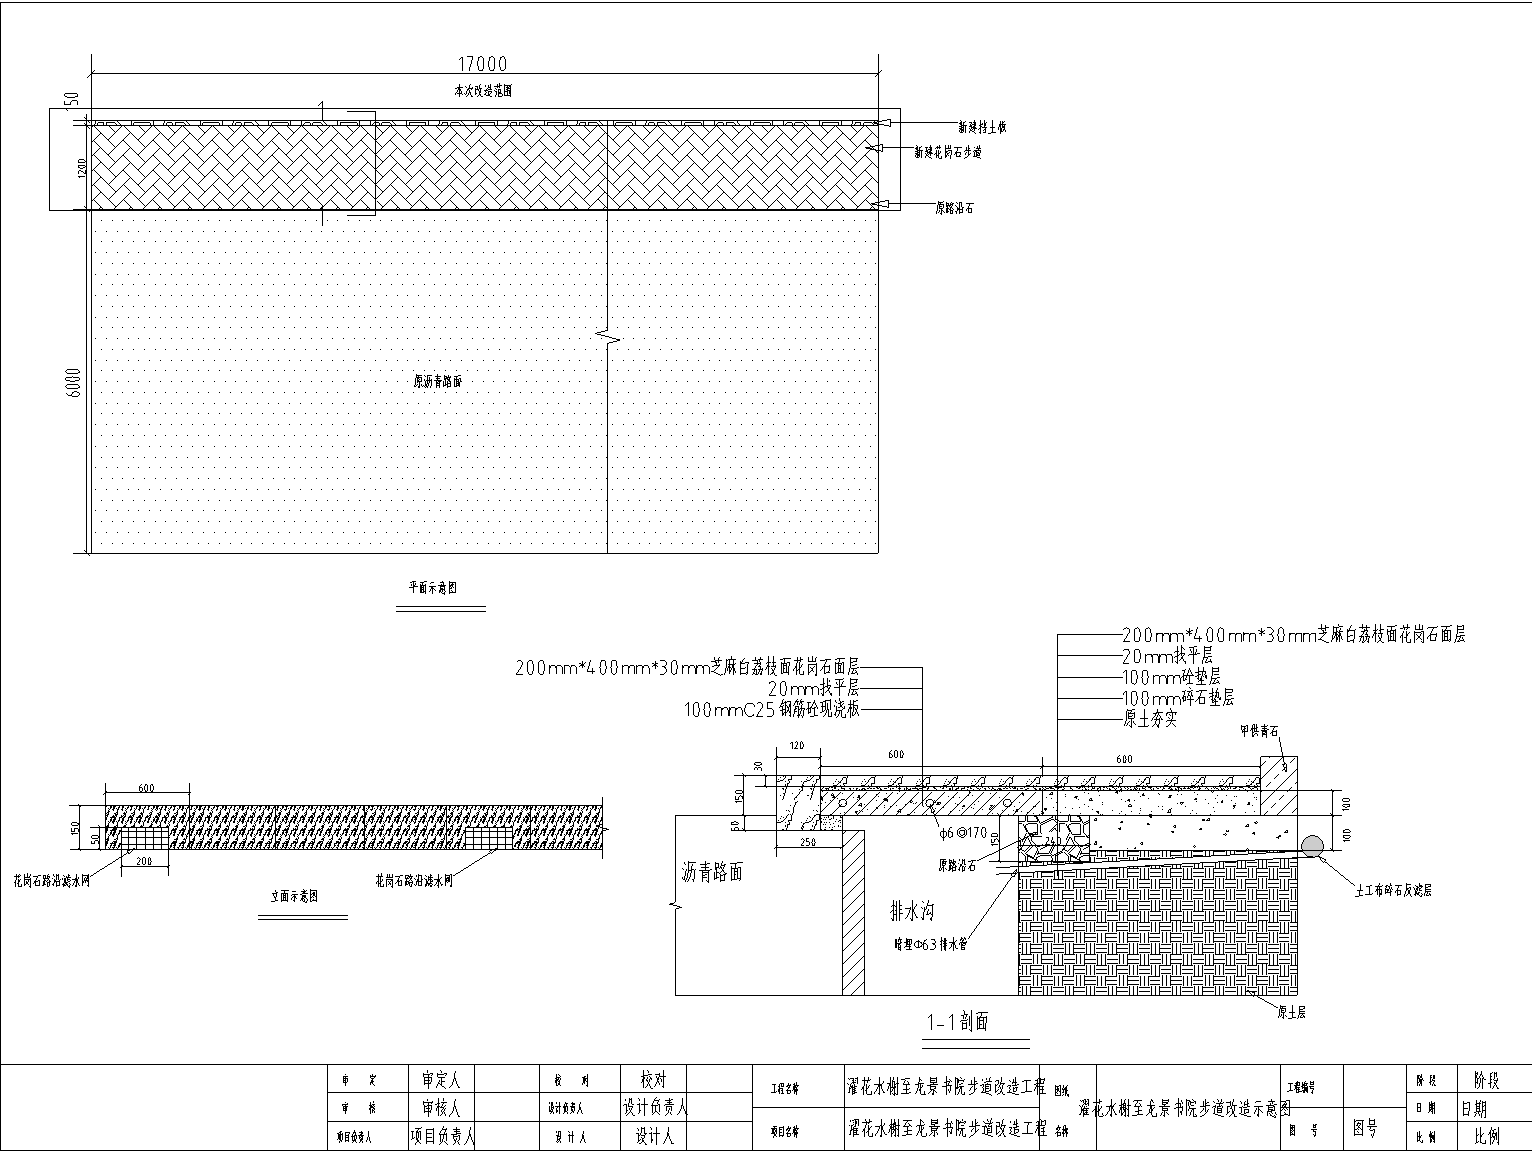 17000
本次改造范围
150
新建挡土板
新建花岗石步道
1200
原路沿石
6000
原沥青路面
平面示意图
200mm*400mm*30mm芝麻白荔枝面花岗石面层
20mm找平层
100mm砼垫层
100mm碎石垫层
原土夯实
200mm*400mm*30mm芝麻白荔枝面花岗石面层
20mm找平层
100mmC25钢筋砼现浇板
甲供青石
120
600
600
30
150
50
100
100
250
150
240
φ6@170
原路沿石
沥青路面
排水沟
暗埋Φ63排水管
土工布碎石反滤层
原土层
1-1剖面
600
150
50
200
花岗石路沿滤水网
花岗石路沿滤水网
立面示意图
审 定
审定人
校 对
校对
工程名称
濯花水榭至龙景书院步道改造工程
图纸
名称
濯花水榭至龙景书院步道改造示意图
工程编号
阶 段
阶段
审 核
审核人
设计负责人
设计负责人
日 期
日期
项目负责人
项目负责人
设 计 人
设计人
项目名称
濯花水榭至龙景书院步道改造工程
图 号
图号
比 例
比例